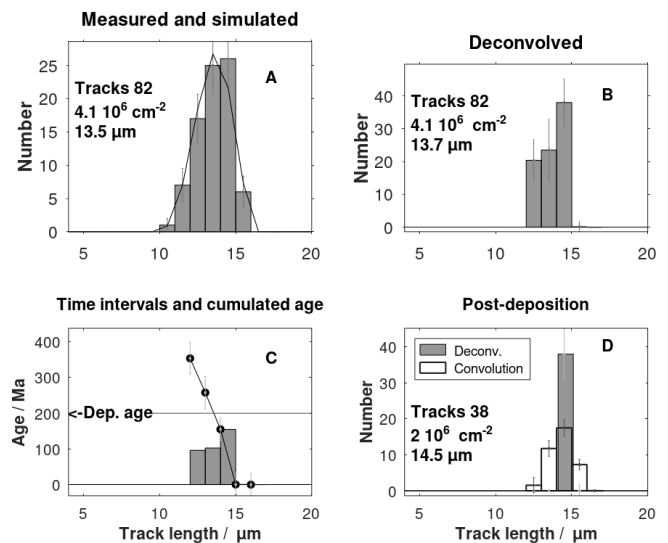 Measured and simulated
A
Tracks 82
4.1 10⁶ cm⁻²
13.5 µm
Number
25
20
15
10
5
0
5 10 15 20
Deconvolved
B
Tracks 82
4.1 10⁶ cm⁻²
13.7 µm
Number
40
30
20
10
0
5 10 15 20
Time intervals and cumulated age
C
<-Dep. age
Age / Ma
400
300
200
100
0
5 10 15 20
Track length / µm
Post-deposition
D
Deconv.
Convolution
Tracks 38
2 10⁶ cm⁻²
14.5 µm
Number
40
30
20
10
0
5 10 15 20
Track length / µm